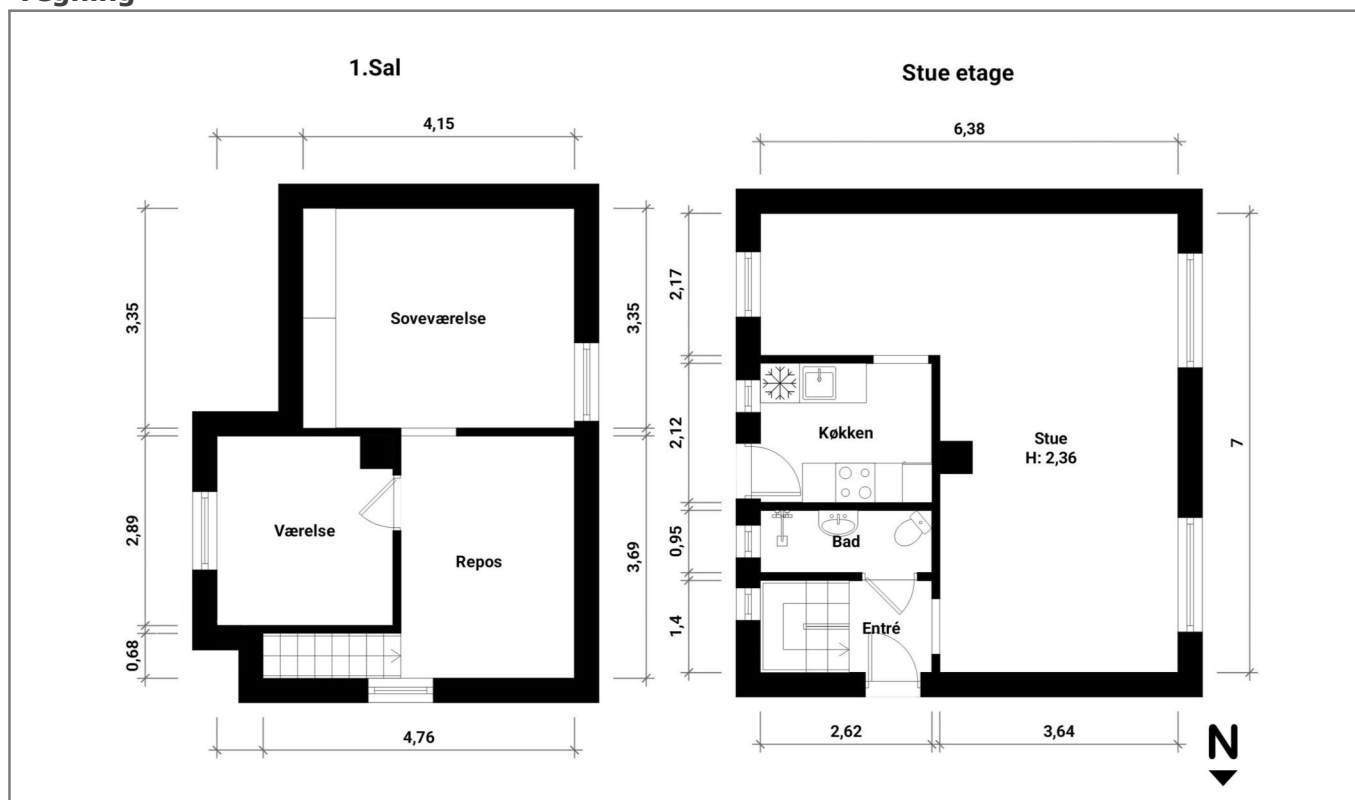 1.Sal
4,15
3,35
3,35
Soveværelse
2,89
Værelse
Repos
3,69
0,68
4,76
Stue etage
6,38
2,17
2,12
Køkken
Stue
H: 2,36
7
0,95
Bad
1,4
Entré
2,62
3,64
N